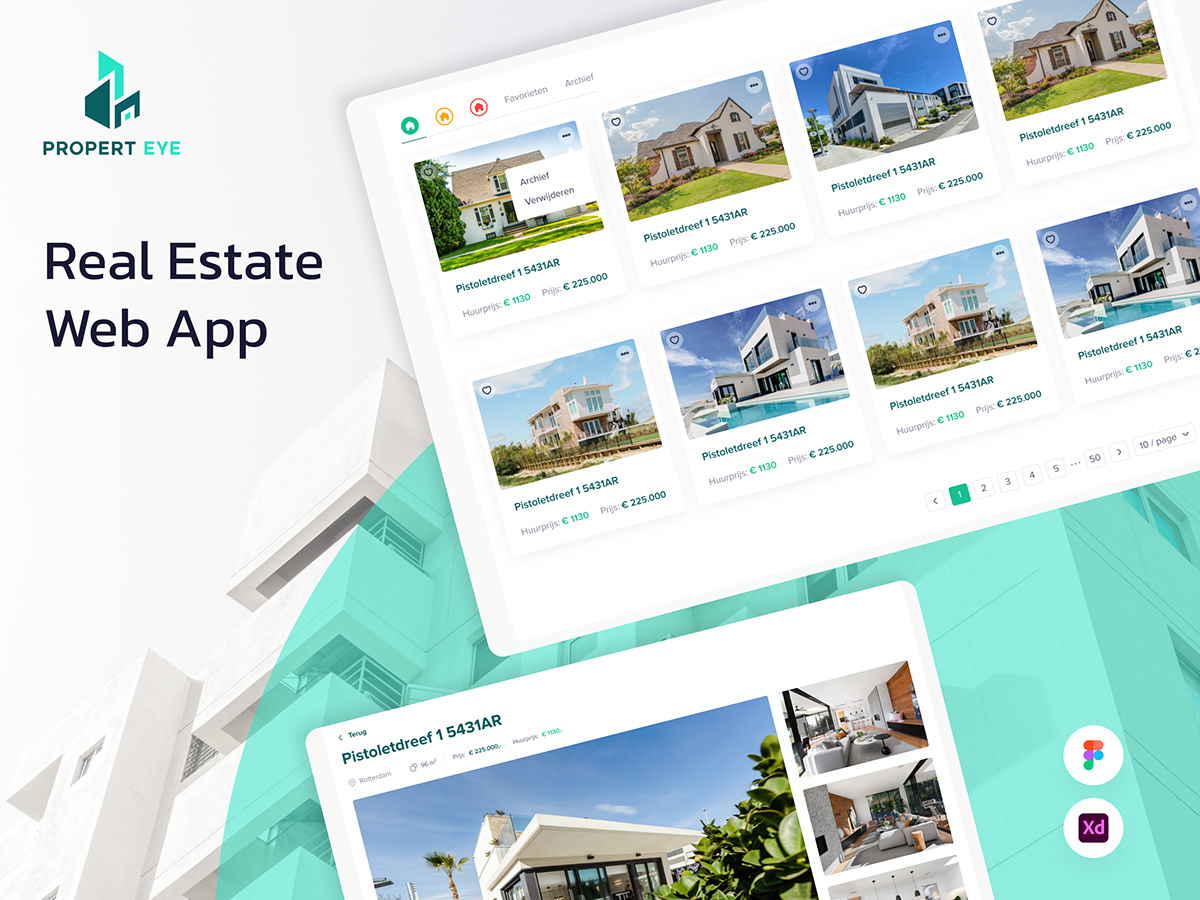 PROPERT EYE
Real Estate
Web App
Favorieten
Archief
Archief
Verwijderen
Pistoletdreef 1 5431AR
Huurprijs: € 1130 Prijs: € 225.000
Pistoletdreef 1 5431AR
Huurprijs: € 1130 Prijs: € 225.000
Pistoletdreef 1 5431AR
Huurprijs: € 1130 Prijs: € 225.000
Pistoletdreef 1 5431AR
Huurprijs: € 1130 Prijs: € 225.000
Pistoletdreef 1 5431AR
Huurprijs: € 1130 Prijs: € 225.000
Pistoletdreef 1 5431AR
Huurprijs: € 1130 Prijs: € 225.000
Pistoletdreef 1 5431AR
Huurprijs: € 1130 Prijs: € 225.000
Pistoletdreef 1 5431AR
Huurprijs: € 1130 Prijs: € 2
1 2 3 4 5 ••• 50 10 / page
Terug
Pistoletdreef 1 5431AR
Rotterdam 96 m² Prijs: € 225.000,- Huurprijs: € 1130,-
Xd